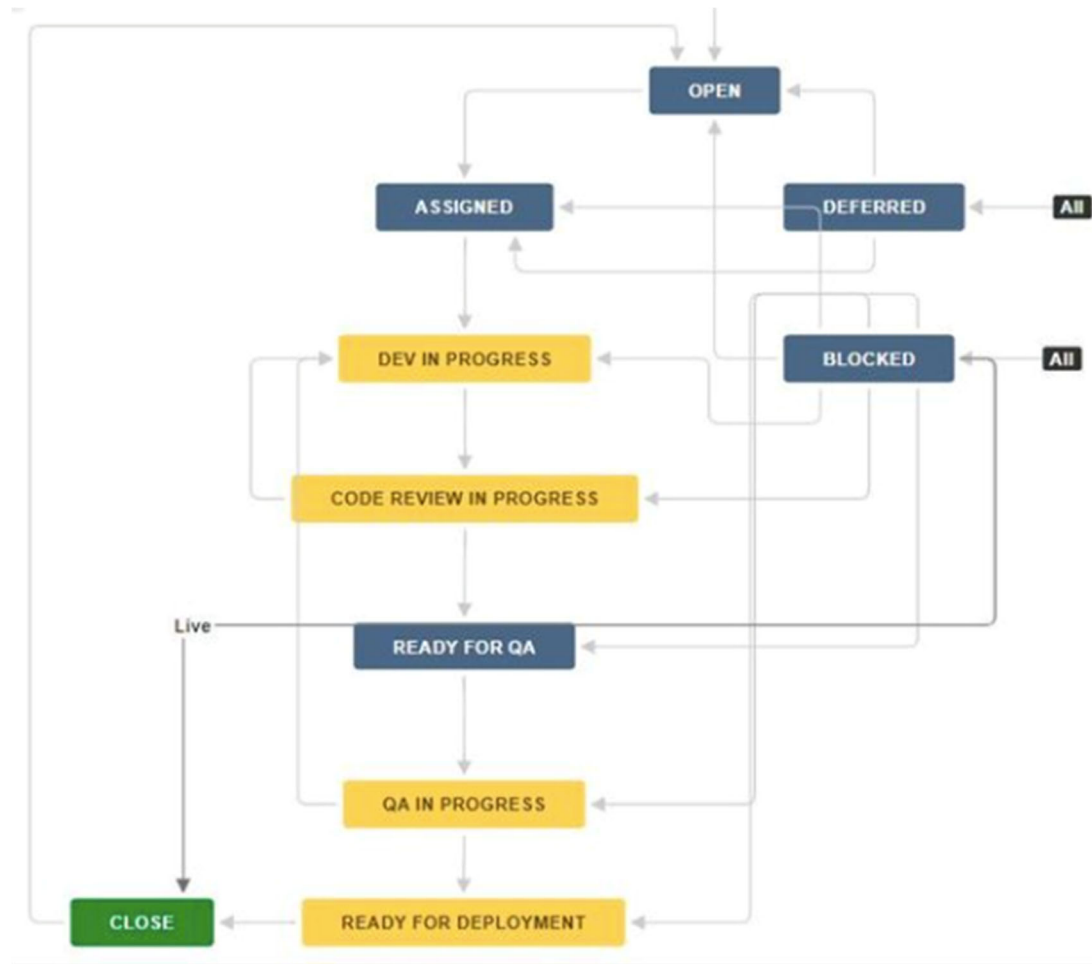 OPEN
ASSIGNED
DEFERRED
All
DEV IN PROGRESS
BLOCKED
All
CODE REVIEW IN PROGRESS
Live
READY FOR QA
QA IN PROGRESS
CLOSE
READY FOR DEPLOYMENT